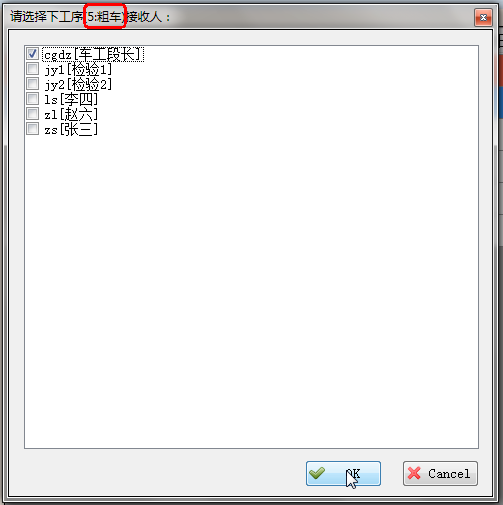 请选择下工序(5:粗车)接收人：
cgdz[车工段长]
jy1[检验1]
jy2[检验2]
ls[李四]
zl[赵六]
zs[张三]
OK
Cancel